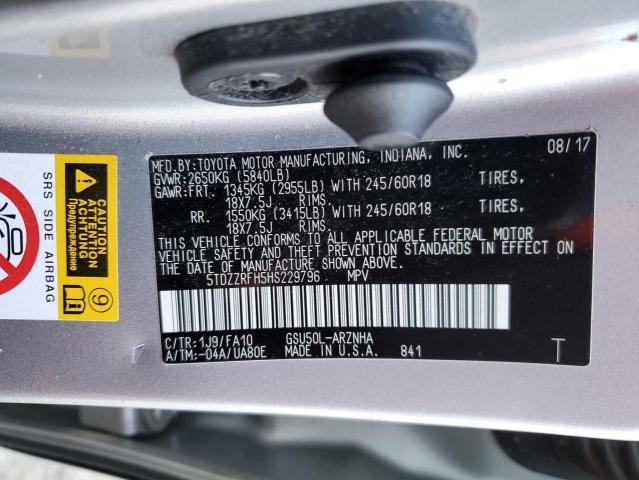 MFD.BY:TOYOTA MOTOR MANUFACTURING, INDIANA, INC. 08/17
GVWR:2650KG (5840LB)
GAWR:FRT. 1345KG (2955LB) WITH 245/60R18 TIRES,
18X7.5J RIMS.
RR. 1550KG (3415LB) WITH 245/60R18 TIRES,
18X7.5J RIMS.
THIS VEHICLE CONFORMS TO ALL APPLICABLE FEDERAL MOTOR
VEHICLE SAFETY AND THEFT PREVENTION STANDARDS IN EFFECT
ON THE DATE OF MANUFACTURE SHOWN ABOVE.
5TDZZRFH5HS229796 MPV
C/TR:1J9/FA10 GSU50L-ARZNHA
A/TM:-04A/UA80E MADE IN U.S.A. 841 T
SRS SIDE AIRBAG
CAUTION
ATTENTION
ACHTUNG
Предупреждение
9